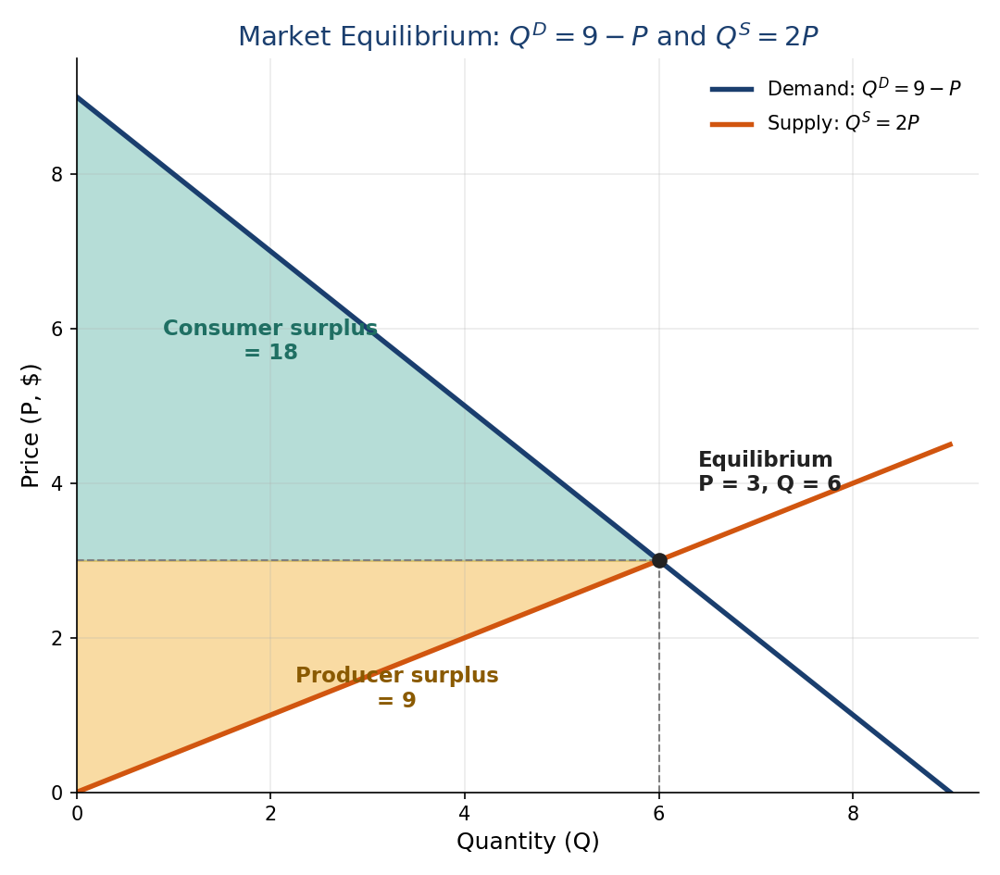 Market Equilibrium: Q^D = 9 − P and Q^S = 2P
Demand: Q^D = 9 − P
Supply: Q^S = 2P
8
Consumer surplus
= 18
6
Price (P, $)
Equilibrium
P = 3, Q = 6
4
2
Producer surplus
= 9
0
0 2 4 6 8
Quantity (Q)